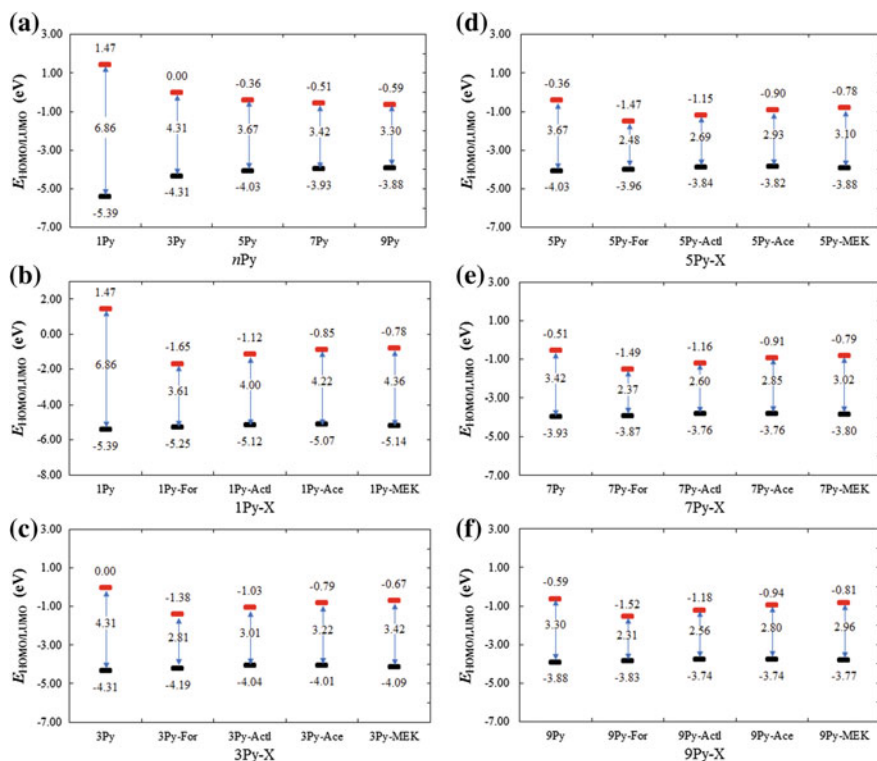 (a)
3.00
1.00
-1.00
-3.00
-5.00
-7.00
E_HOMO/LUMO (eV)
1.47 0.00 -0.36 -0.51 -0.59
6.86 4.31 3.67 3.42 3.30
-5.39 -4.31 -4.03 -3.93 -3.88
1Py 3Py 5Py 7Py 9Py
nPy
(b)
2.00
0.00
-2.00
-4.00
-6.00
-8.00
E_HOMO/LUMO (eV)
1.47 -1.65 -1.12 -0.85 -0.78
6.86 3.61 4.00 4.22 4.36
-5.39 -5.25 -5.12 -5.07 -5.14
1Py 1Py-For 1Py-Actl 1Py-Ace 1Py-MEK
1Py-X
(c)
3.00
1.00
-1.00
-3.00
-5.00
-7.00
E_HOMO/LUMO (eV)
0.00 -1.38 -1.03 -0.79 -0.67
4.31 2.81 3.01 3.22 3.42
-4.31 -4.19 -4.04 -4.01 -4.09
3Py 3Py-For 3Py-Actl 3Py-Ace 3Py-MEK
3Py-X
(d)
3.00
1.00
-1.00
-3.00
-5.00
-7.00
E_HOMO/LUMO (eV)
-0.36 -1.47 -1.15 -0.90 -0.78
3.67 2.48 2.69 2.93 3.10
-4.03 -3.96 -3.84 -3.82 -3.88
5Py 5Py-For 5Py-Actl 5Py-Ace 5Py-MEK
5Py-X
(e)
3.00
1.00
-1.00
-3.00
-5.00
-7.00
E_HOMO/LUMO (eV)
-0.51 -1.49 -1.16 -0.91 -0.79
3.42 2.37 2.60 2.85 3.02
-3.93 -3.87 -3.76 -3.76 -3.80
7Py 7Py-For 7Py-Actl 7Py-Ace 7Py-MEK
7Py-X
(f)
3.00
1.00
-1.00
-3.00
-5.00
-7.00
E_HOMO/LUMO (eV)
-0.59 -1.52 -1.18 -0.94 -0.81
3.30 2.31 2.56 2.80 2.96
-3.88 -3.83 -3.74 -3.74 -3.77
9Py 9Py-For 9Py-Actl 9Py-Ace 9Py-MEK
9Py-X